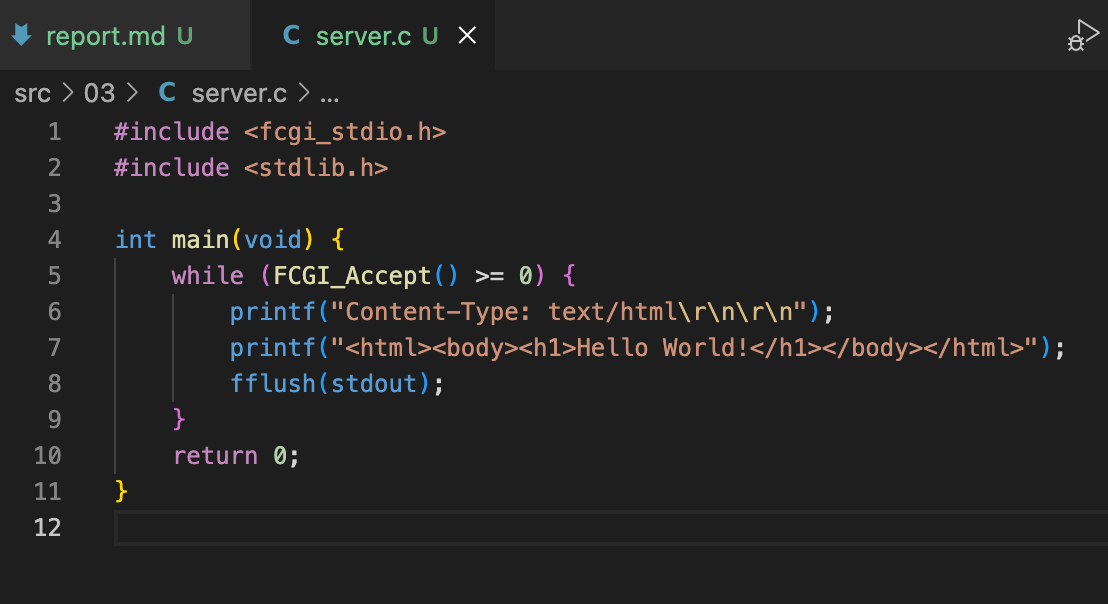 report.md U C server.c U
src > 03 > C server.c > ...
1 #include <fcgi_stdio.h>
2 #include <stdlib.h>
3
4 int main(void) {
5     while (FCGI_Accept() >= 0) {
6         printf("Content-Type: text/html\r\n\r\n");
7         printf("<html><body><h1>Hello World!</h1></body></html>");
8         fflush(stdout);
9     }
10     return 0;
11 }
12